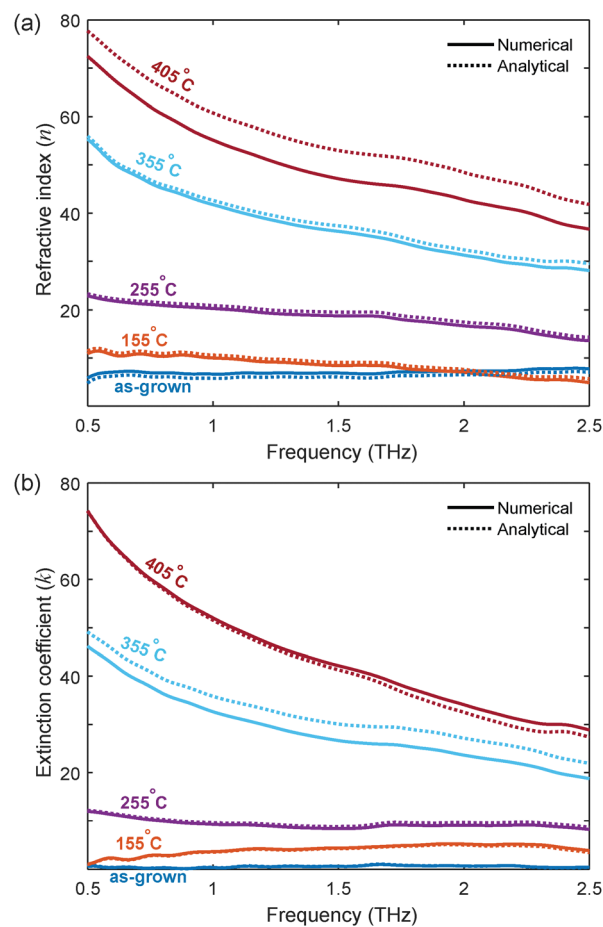 (a)
80
60
40
20
Refractive index (n)
Numerical
Analytical
405°C
355°C
255°C
155°C
as-grown
0.5 1 1.5 2 2.5
Frequency (THz)
(b)
80
60
40
20
Extinction coefficient (k)
Numerical
Analytical
405°C
355°C
255°C
155°C
as-grown
0.5 1 1.5 2 2.5
Frequency (THz)